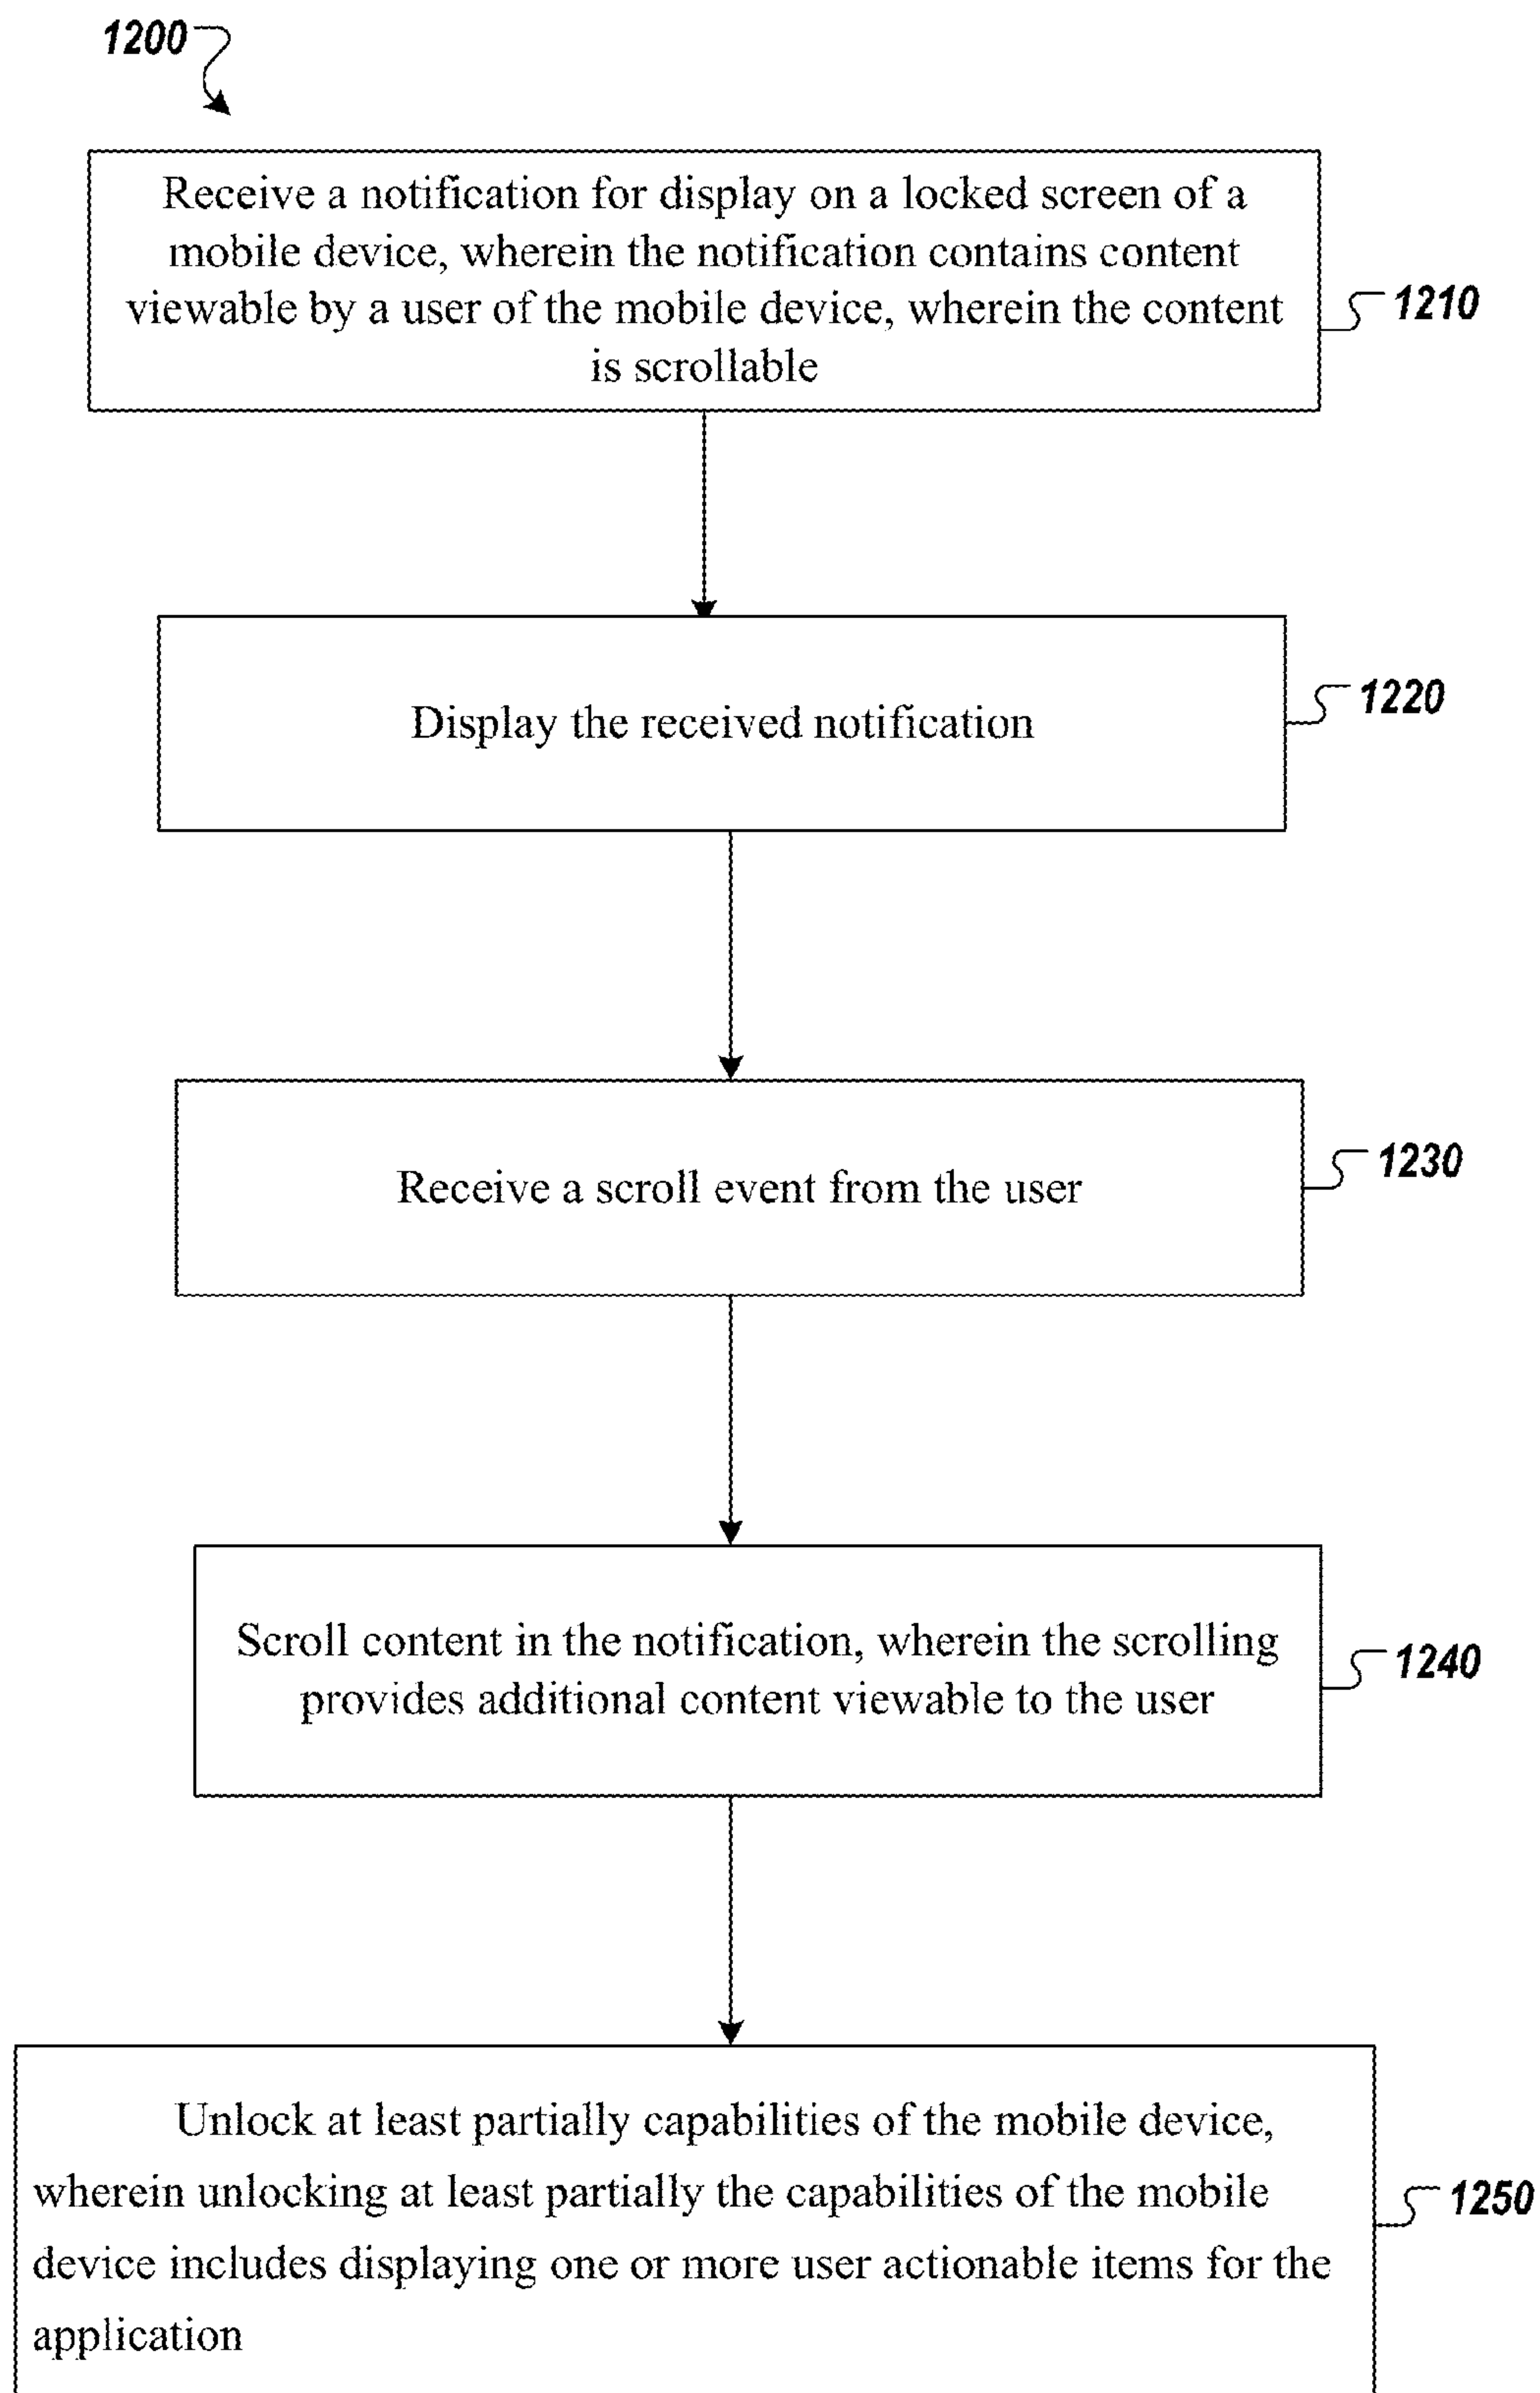 1200
Receive a notification for display on a locked screen of a
mobile device, wherein the notification contains content
viewable by a user of the mobile device, wherein the content
is scrollable
1210
Display the received notification
1220
Receive a scroll event from the user
1230
Scroll content in the notification, wherein the scrolling
provides additional content viewable to the user
1240
Unlock at least partially capabilities of the mobile device,
wherein unlocking at least partially the capabilities of the mobile
device includes displaying one or more user actionable items for the
application
1250